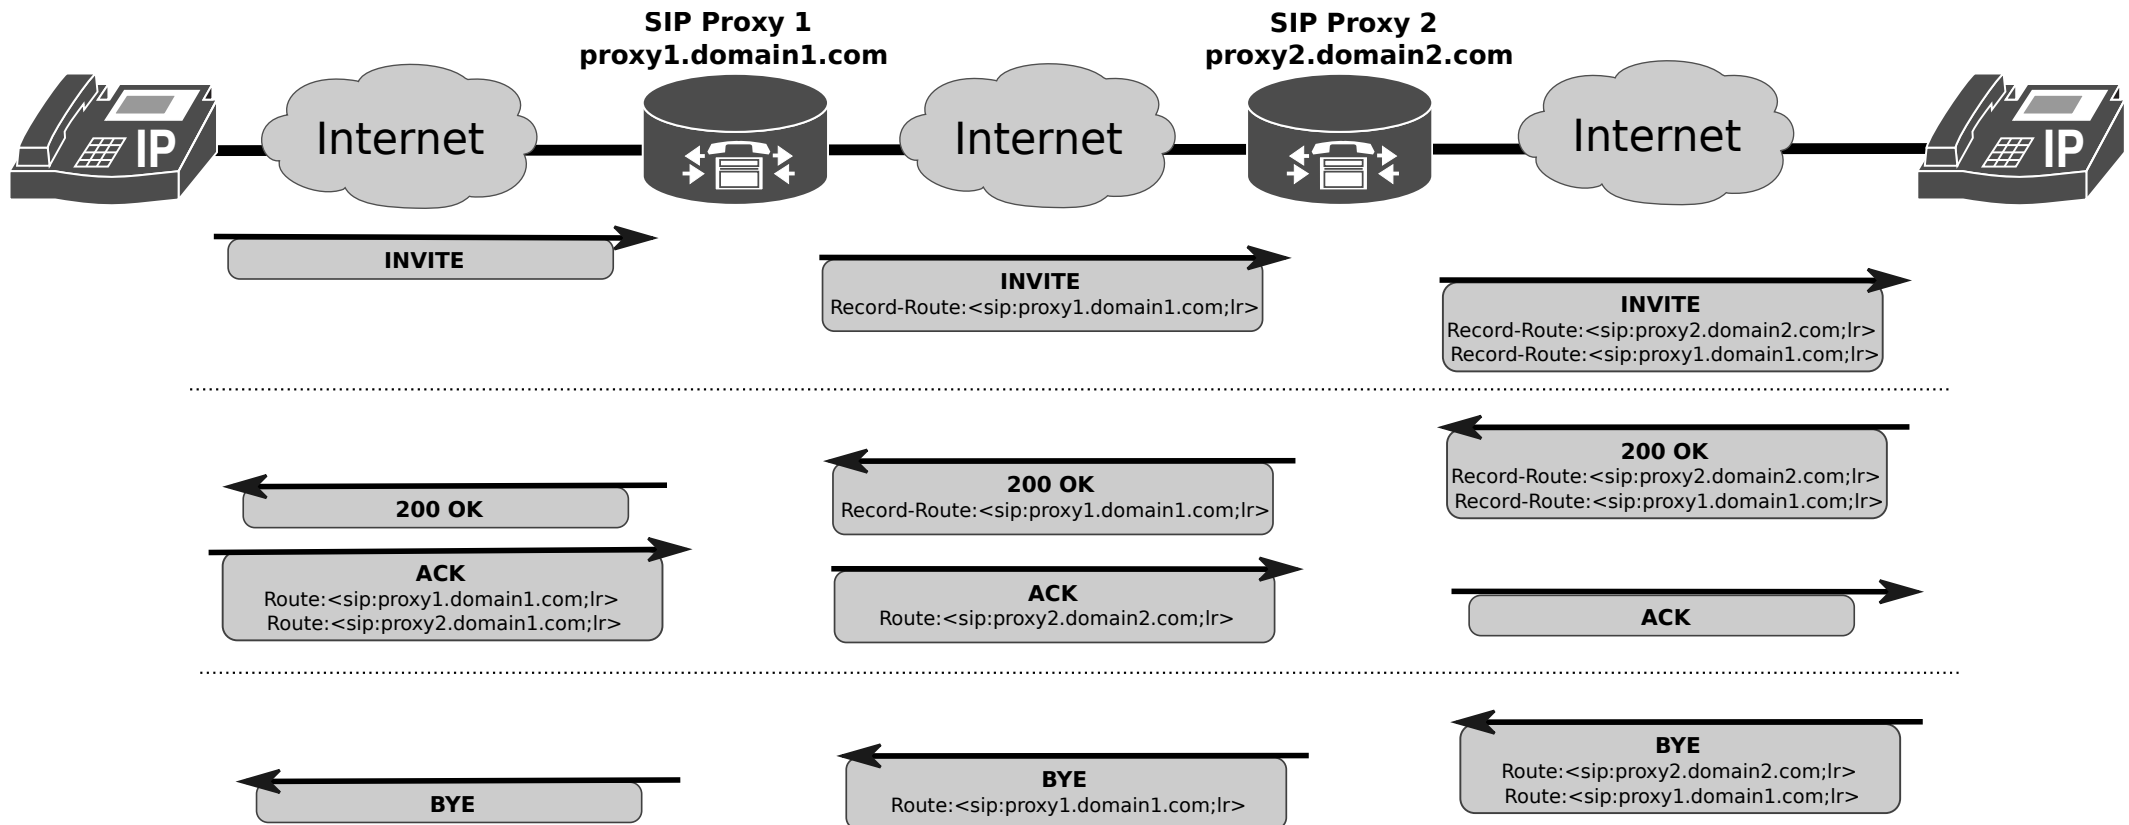 SIP Proxy 1
proxy1.domain1.com
SIP Proxy 2
proxy2.domain2.com
IP
Internet
Internet
Internet
IP
INVITE
INVITE
Record-Route:<sip:proxy1.domain1.com;lr>
INVITE
Record-Route:<sip:proxy2.domain2.com;lr>
Record-Route:<sip:proxy1.domain1.com;lr>
200 OK
Record-Route:<sip:proxy2.domain2.com;lr>
Record-Route:<sip:proxy1.domain1.com;lr>
200 OK
Record-Route:<sip:proxy1.domain1.com;lr>
200 OK
ACK
Route:<sip:proxy1.domain1.com;lr>
Route:<sip:proxy2.domain1.com;lr>
ACK
Route:<sip:proxy2.domain2.com;lr>
ACK
BYE
Route:<sip:proxy2.domain2.com;lr>
Route:<sip:proxy1.domain1.com;lr>
BYE
Route:<sip:proxy1.domain1.com;lr>
BYE